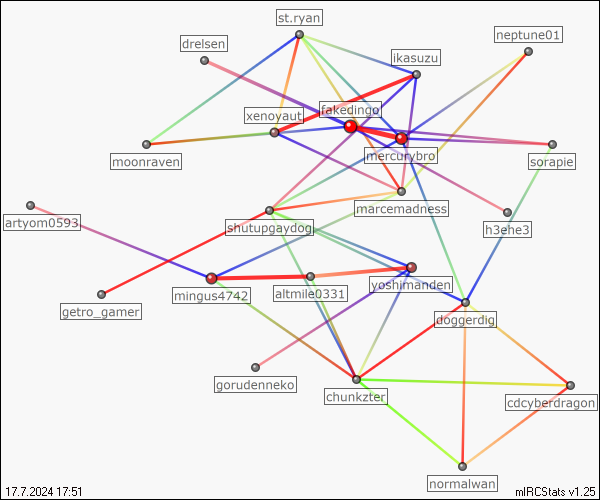 st.ryan
drelsen
neptune01
ikasuzu
fakedingo
xenoyaut
mercurybro
moonraven
sorapie
marcemadness
artyom0593
shutupgaydog
h3ehe3
yoshimanden
mingus4742
altmile0331
getro_gamer
doggerdig
gorudenneko
chunkzter
cdcyberdragon
normalwan
17.7.2024 17:51
mIRCStats v1.25